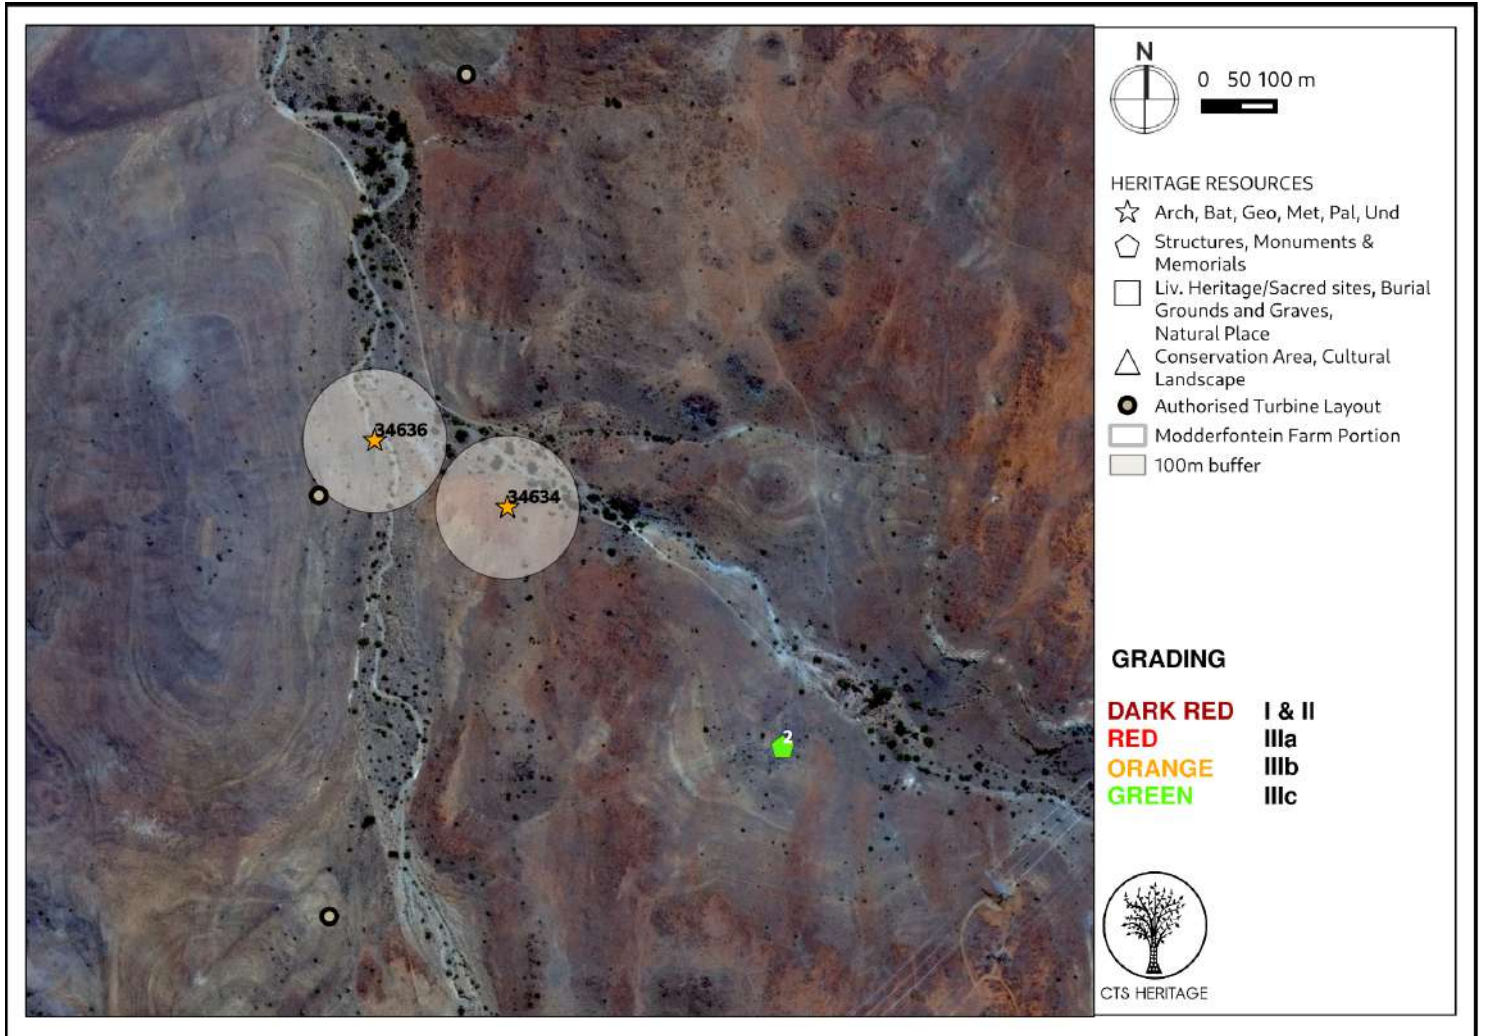 34636
34634
2
N
0 50 100 m
HERITAGE RESOURCES
Arch, Bat, Geo, Met, Pal, Und
Structures, Monuments &
Memorials
Liv. Heritage/Sacred sites, Burial
Grounds and Graves,
Natural Place
Conservation Area, Cultural
Landscape
Authorised Turbine Layout
Modderfontein Farm Portion
100m buffer
GRADING
DARK RED I & II
RED IIIa
ORANGE IIIb
GREEN IIIc
CTS HERITAGE